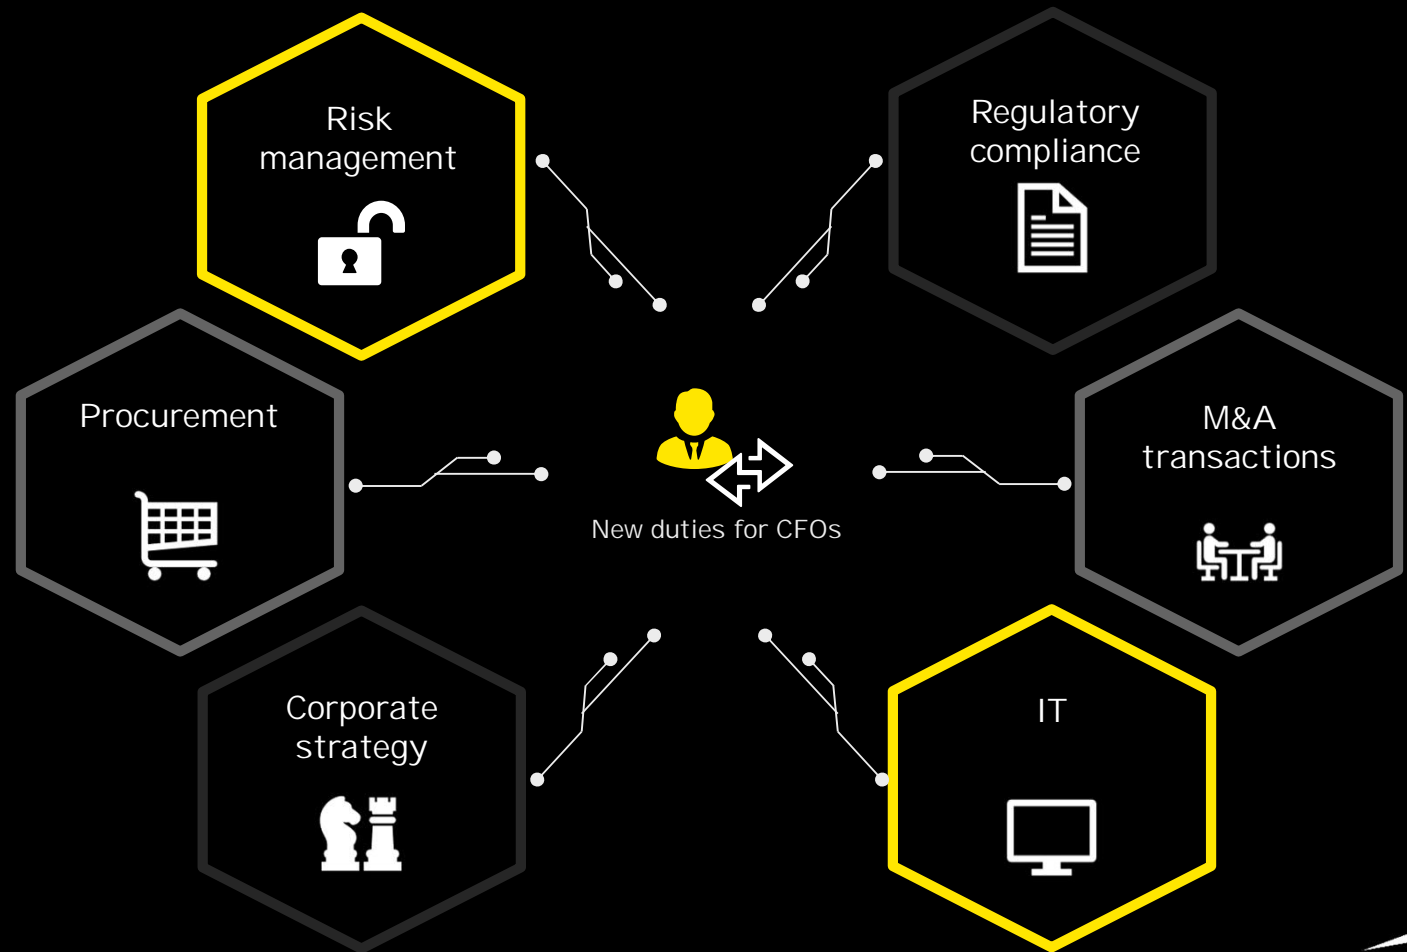 Risk
management
Regulatory
compliance
Procurement
M&A
transactions
New duties for CFOs
Corporate
strategy
IT